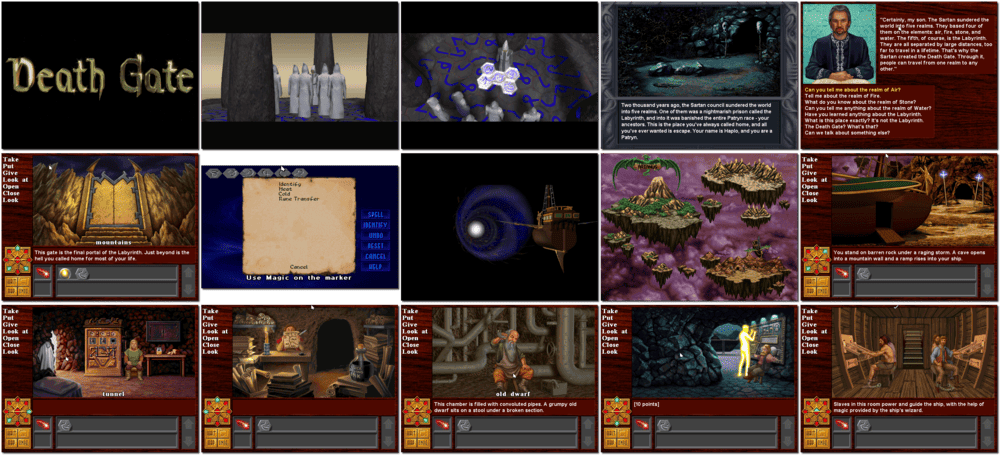 Death Gate
Two thousand years ago, the Sartan council sundered the
world into five realms. One of them was a nightmarish prison called the
Labyrinth, and into it was banished the entire Patryn race - your
ancestors. This is the place you've always called home, and all
you've ever wanted is escape. Your name is Haplo, and you are a
Patryn.
"Certainly, my son. The Sartan sundered the
world into five realms. They based four of
them on the elements: air, fire, stone, and
water. The fifth, of course, is the Labyrinth.
They are all separated by large distances, too
far to travel in a lifetime. That's why the
Sartan created the Death Gate. Through it,
people can travel from one realm to any
other."
Can you tell me about the realm of Air?
Tell me about the realm of Fire.
What do you know about the realm of Stone?
Can you tell me anything about the realm of Water?
Have you learned anything about the Labyrinth?
What is this place exactly? It's not the Labyrinth.
The Death Gate? What's that?
Can we talk about something else?
Take
Put
Give
Look at
Open
Close
Look
mountains
This gate is the final portal of the Labyrinth. Just beyond is the
hell you called home for most of your life.
Identify
Heat
Cold
Rune Transfer
Cancel
SPELL
IDENTIFY
UNDO
RESET
CANCEL
HELP
Use Magic on the marker
Take
Put
Give
Look at
Open
Close
Look
You stand on barren rock under a raging storm. A cave opens
into a mountain wall and a ramp rises into your ship.
Take
Put
Give
Look at
Open
Close
Look
tunnel
Take
Put
Give
Look at
Open
Close
Look
Take
Put
Give
Look at
Open
Close
Look
old dwarf
This chamber is filled with convoluted pipes. A grumpy old
dwarf sits on a stool under a broken section.
Take
Put
Give
Look at
Open
Close
Look
[10 points]
Take
Put
Give
Look at
Open
Close
Look
Slaves in this room power and guide the ship, with the help of
magic provided by the ship's wizard.